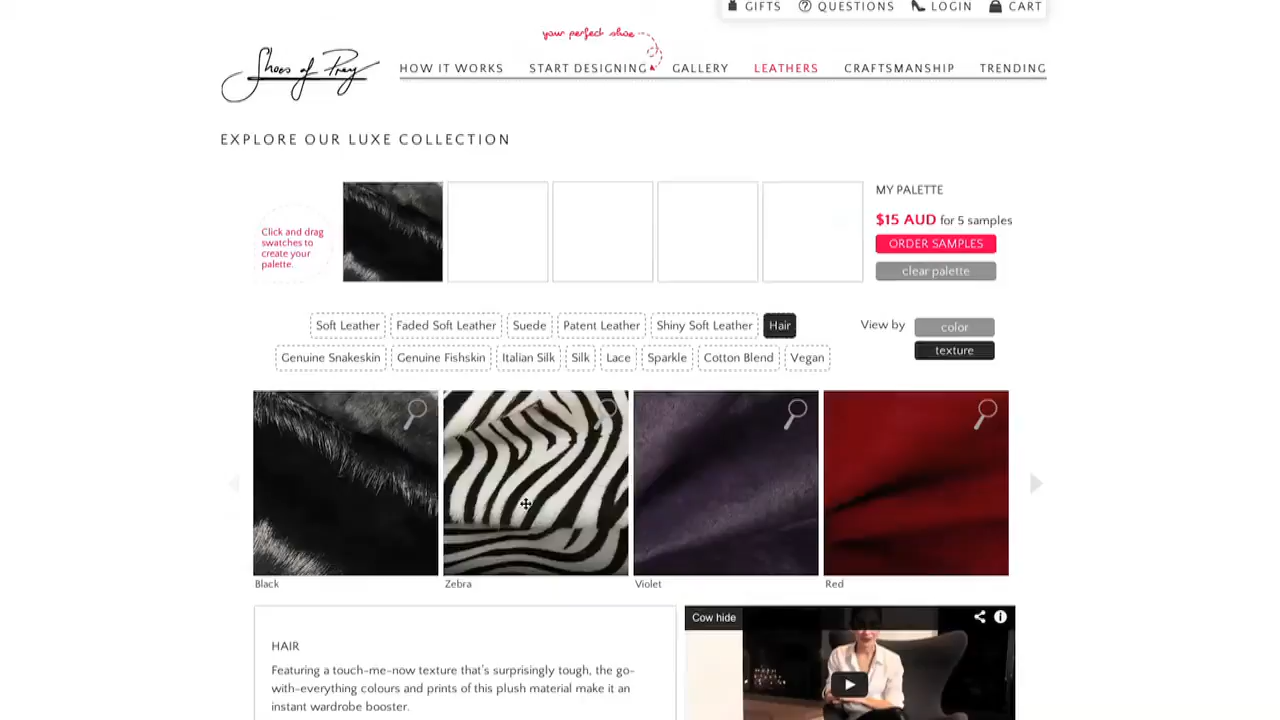 GIFTS QUESTIONS LOGIN CART
your perfect shoe
Shoes of Prey
HOW IT WORKS START DESIGNING GALLERY LEATHERS CRAFTSMANSHIP TRENDING
EXPLORE OUR LUXE COLLECTION
Click and drag
swatches to
create your
palette.
MY PALETTE
$15 AUD for 5 samples
ORDER SAMPLES
clear palette
Soft Leather Faded Soft Leather Suede Patent Leather Shiny Soft Leather Hair
Genuine Snakeskin Genuine Fishskin Italian Silk Silk Lace Sparkle Cotton Blend Vegan
View by color
texture
Black Zebra Violet Red
HAIR
Featuring a touch-me-now texture that's surprisingly tough, the go-
with-everything colours and prints of this plush material make it an
instant wardrobe booster.
Cow hide